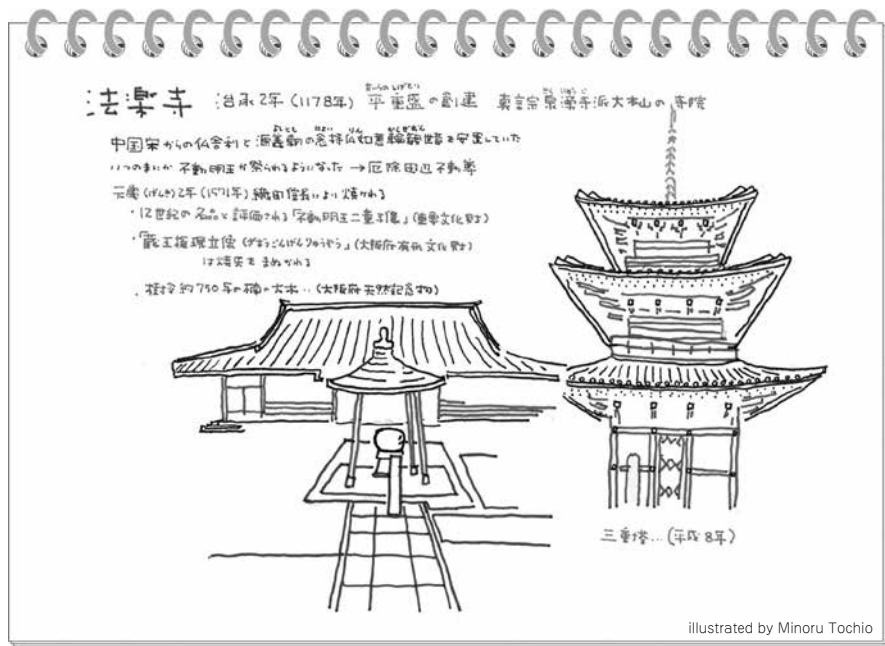 法楽寺 治承2年(1178年) 平重盛の創建 真言宗泉涌寺派大本山の寺院
中国宋からの仏舎利と源義朝の念持仏如意輪観世音を安置していた
いつのまにか不動明王が祭られるようになった→厄除田辺不動尊
元亀(げんき)2年(1571年)織田信長により焼かれる
・12世紀の名品と評価される「不動明王二童子像」(重要文化財)
・「蔵王権現立像(ざおうごんげんりゅうぞう)」(大阪府有形文化財)
は焼失をまぬかれる
・樹令約750年の楠の大木…(大阪府天然記念物)
三重塔…(平成8年)
illustrated by Minoru Tochio